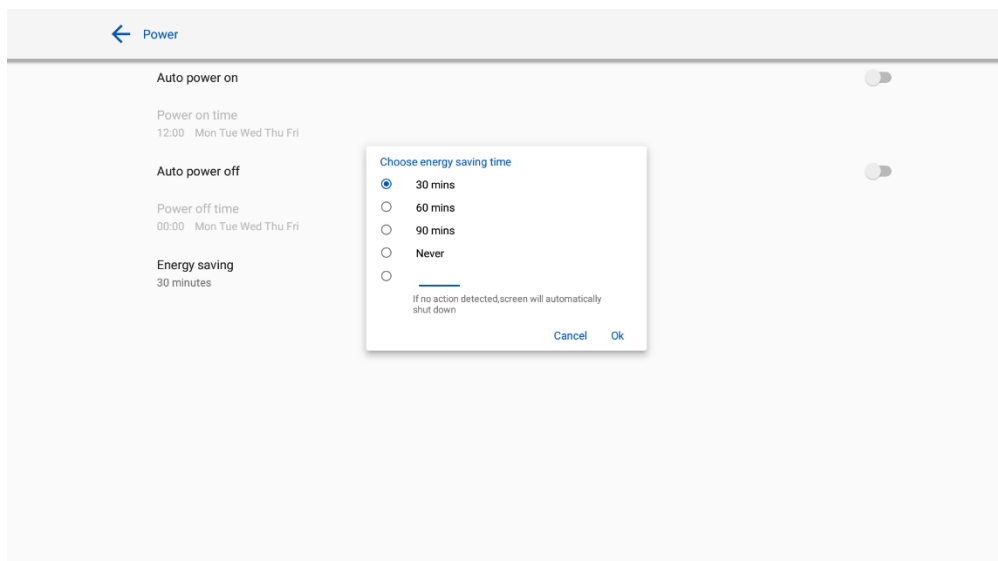 Power
Auto power on
Power on time
12:00 Mon Tue Wed Thu Fri
Auto power off
Power off time
00:00 Mon Tue Wed Thu Fri
Energy saving
30 minutes
Choose energy saving time
30 mins
60 mins
90 mins
Never
If no action detected,screen will automatically
shut down
Cancel Ok